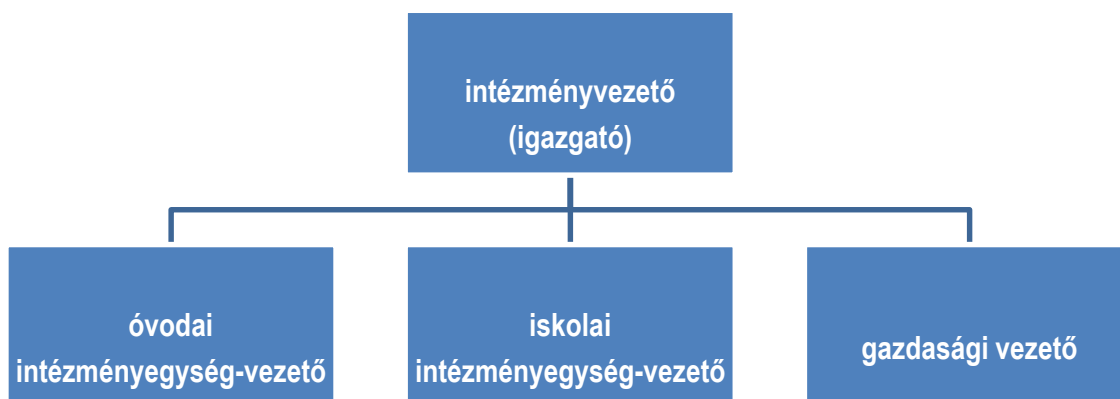 intézményvezető
(igazgató)
óvodai
intézményegység-vezető
iskolai
intézményegység-vezető
gazdasági vezető